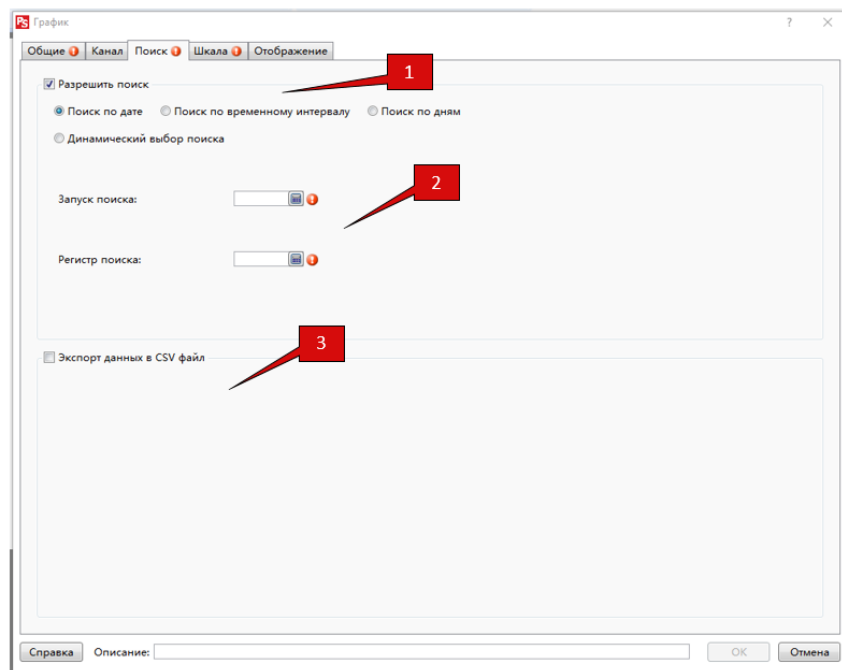 PS График
Общие Канал Поиск Шкала Отображение
1
Разрешить поиск
Поиск по дате Поиск по временному интервалу Поиск по дням
Динамический выбор поиска
2
Запуск поиска:
Регистр поиска:
3
Экспорт данных в CSV файл
Справка Описание: OK Отмена